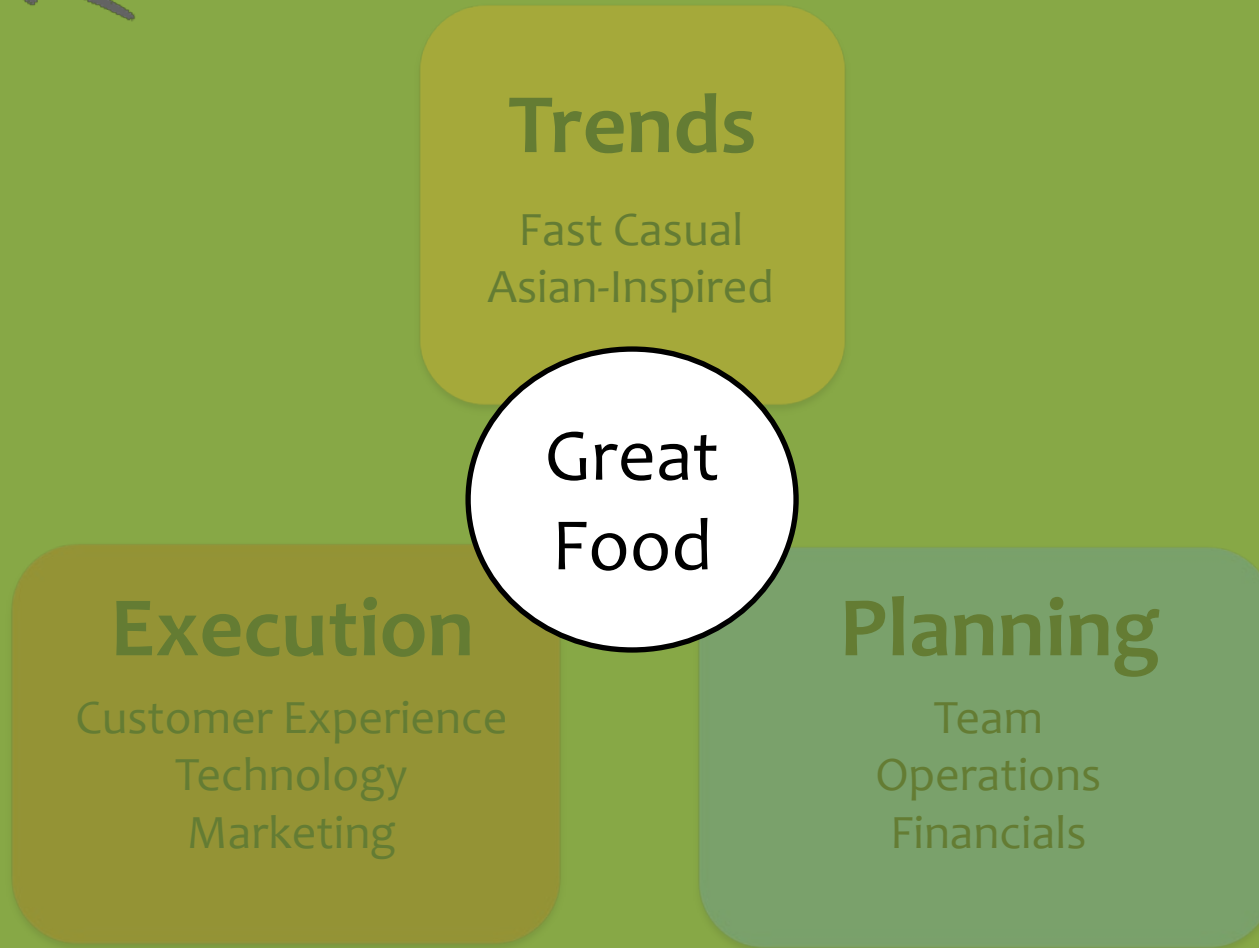 Trends
Fast Casual
Asian-Inspired
Great
Food
Execution
Customer Experience
Technology
Marketing
Planning
Team
Operations
Financials